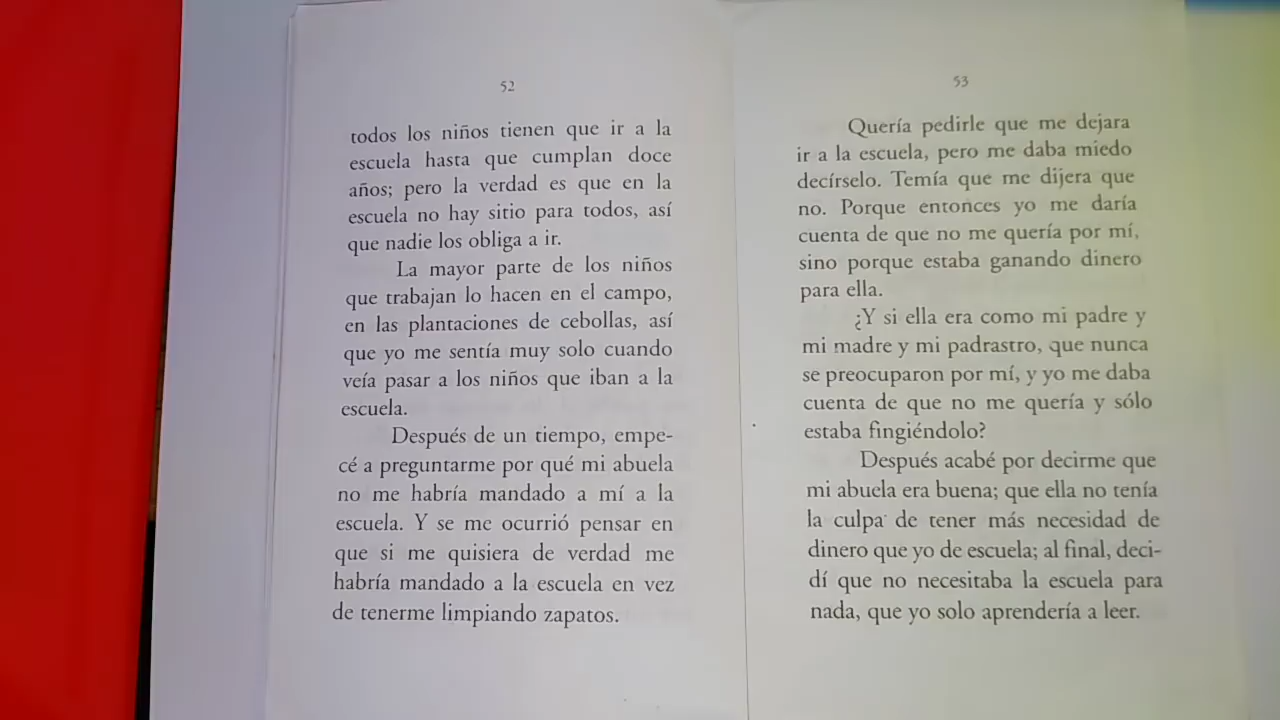 52
todos los niños tienen que ir a la
escuela hasta que cumplan doce
años; pero la verdad es que en la
escuela no hay sitio para todos, así
que nadie los obliga a ir.
La mayor parte de los niños
que trabajan lo hacen en el campo,
en las plantaciones de cebollas, así
que yo me sentía muy solo cuando
veía pasar a los niños que iban a la
escuela.
Después de un tiempo, empe-
cé a preguntarme por qué mi abuela
no me habría mandado a mí a la
escuela. Y se me ocurrió pensar en
que si me quisiera de verdad me
habría mandado a la escuela en vez
de tenerme limpiando zapatos.
53
Quería pedirle que me dejara
ir a la escuela, pero me daba miedo
decírselo. Temía que me dijera que
no. Porque entonces yo me daría
cuenta de que no me quería por mí,
sino porque estaba ganando dinero
para ella.
¿Y si ella era como mi padre y
mi madre y mi padrastro, que nunca
se preocuparon por mí, y yo me daba
cuenta de que no me quería y sólo
estaba fingiéndolo?
Después acabé por decirme que
mi abuela era buena; que ella no tenía
la culpa de tener más necesidad de
dinero que yo de escuela; al final, deci-
dí que no necesitaba la escuela para
nada, que yo solo aprendería a leer.